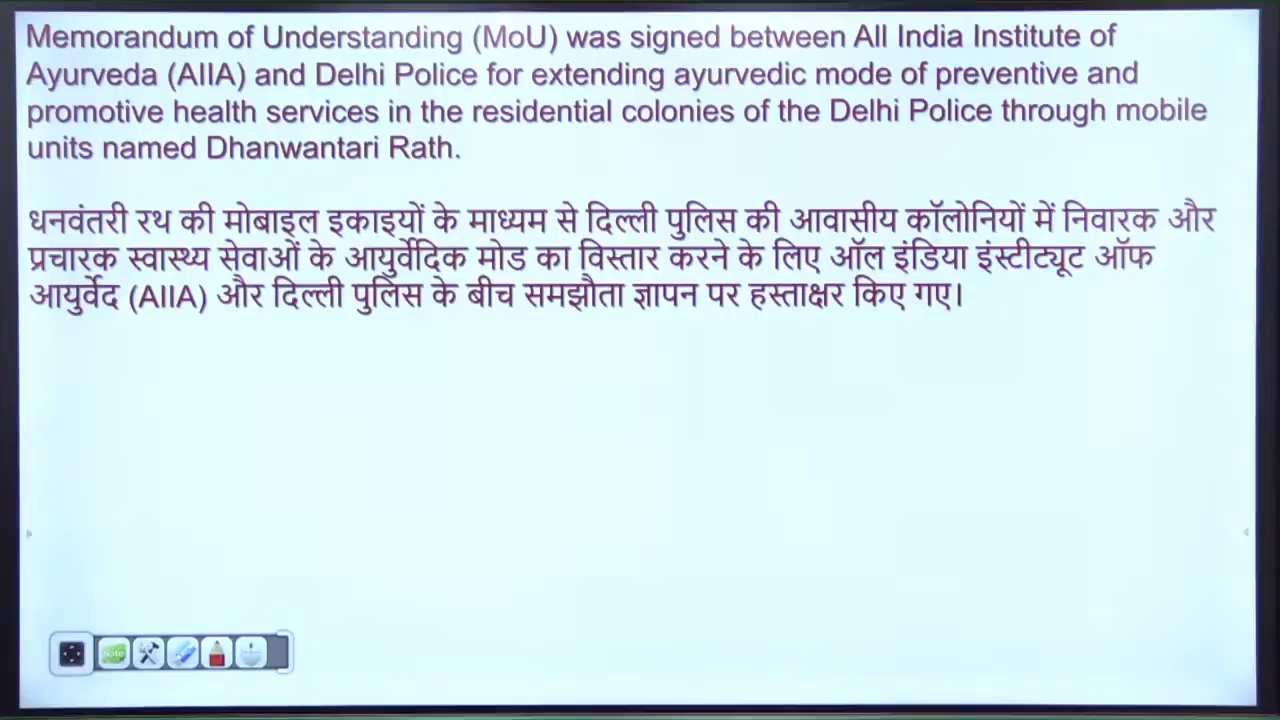 Memorandum of Understanding (MoU) was signed between All India Institute of
Ayurveda (AIIA) and Delhi Police for extending ayurvedic mode of preventive and
promotive health services in the residential colonies of the Delhi Police through mobile
units named Dhanwantari Rath.
धनवंतरी रथ की मोबाइल इकाइयों के माध्यम से दिल्ली पुलिस की आवासीय कॉलोनियों में निवारक और
प्रचारक स्वास्थ्य सेवाओं के आयुर्वेदिक मोड का विस्तार करने के लिए ऑल इंडिया इंस्टीट्यूट ऑफ
आयुर्वेद (AIIA) और दिल्ली पुलिस के बीच समझौता ज्ञापन पर हस्ताक्षर किए गए।
Note